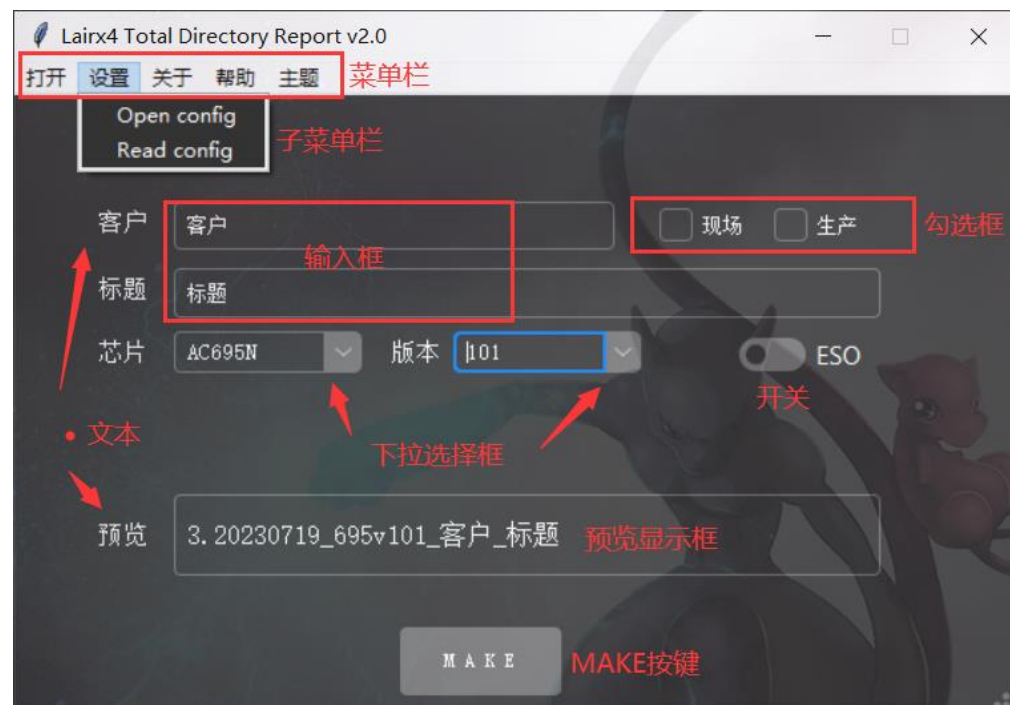 Lairx4 Total Directory Report v2.0
打开 设置 关于 帮助 主题 菜单栏
Open config
Read config
子菜单栏
客户 客户 现场 生产 勾选框
输入框
标题 标题
芯片 AC695N 版本 101 ESO
开关
文本
下拉选择框
预览 3.20230719_695v101_客户_标题 预览显示框
MAKE MAKE按键